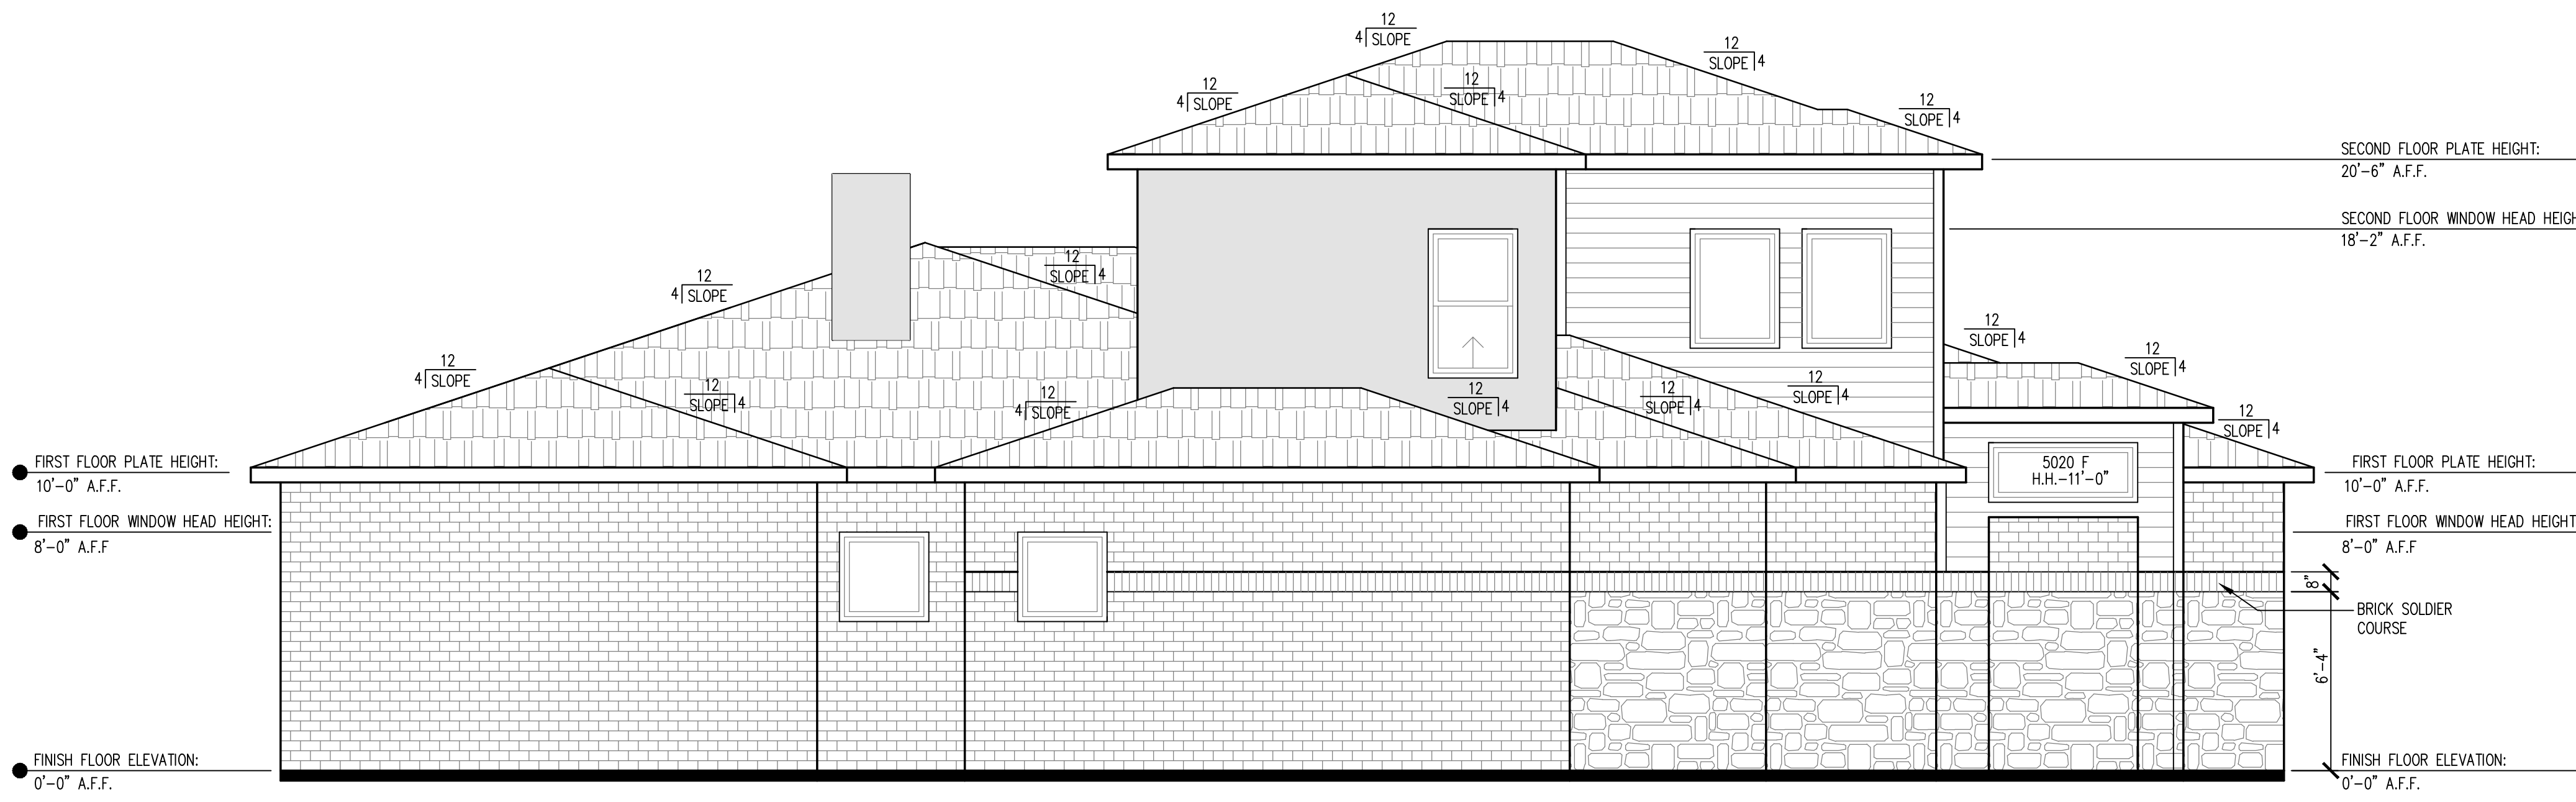 12
4 SLOPE
12
SLOPE 4
12
SLOPE 4
12
4 SLOPE
12
SLOPE 4
SECOND FLOOR PLATE HEIGHT:
20'-6" A.F.F.
SECOND FLOOR WINDOW HEAD HEIGH
18'-2" A.F.F.
12
SLOPE 4
12
4 SLOPE
12
SLOPE 4
12
SLOPE 4
12
4 SLOPE
12
SLOPE 4
12
4 SLOPE
12
SLOPE 4
12
SLOPE 4
12
SLOPE 4
12
SLOPE 4
FIRST FLOOR PLATE HEIGHT:
10'-0" A.F.F.
5020 F
H.H.-11'-0"
FIRST FLOOR PLATE HEIGHT:
10'-0" A.F.F.
FIRST FLOOR WINDOW HEAD HEIGHT:
8'-0" A.F.F
FIRST FLOOR WINDOW HEAD HEIGHT
8'-0" A.F.F
8"
BRICK SOLDIER
COURSE
6'-4"
FINISH FLOOR ELEVATION:
0'-0" A.F.F.
FINISH FLOOR ELEVATION:
0'-0" A.F.F.